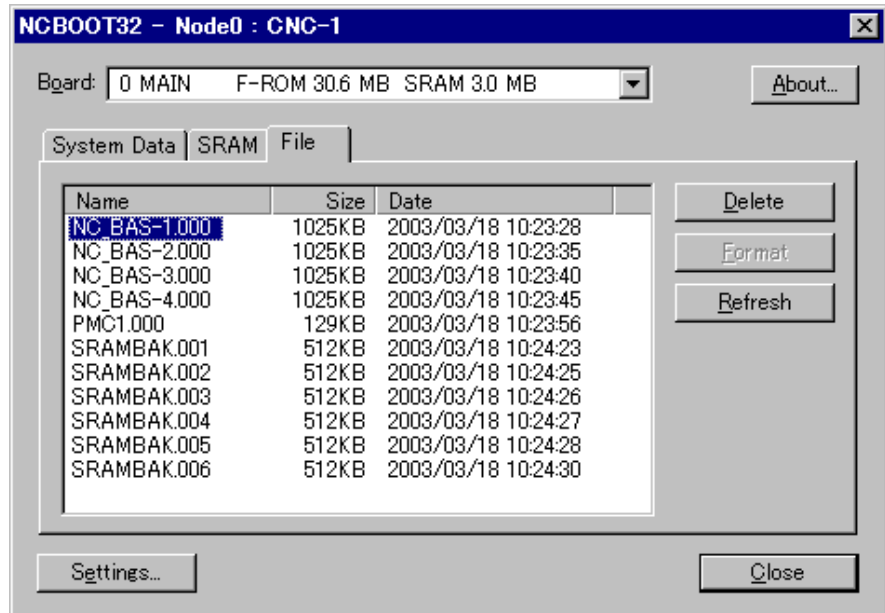 NCBOOT32 - Node0 : CNC-1
Board: 0 MAIN F-ROM 30.6 MB SRAM 3.0 MB About...
System Data SRAM File
Name Size Date Delete
NC_BAS-1.000 1025KB 2003/03/18 10:23:28
NC_BAS-2.000 1025KB 2003/03/18 10:23:35 Format
NC_BAS-3.000 1025KB 2003/03/18 10:23:40
NC_BAS-4.000 1025KB 2003/03/18 10:23:45 Refresh
PMC1.000 129KB 2003/03/18 10:23:56
SRAMBAK.001 512KB 2003/03/18 10:24:23
SRAMBAK.002 512KB 2003/03/18 10:24:25
SRAMBAK.003 512KB 2003/03/18 10:24:26
SRAMBAK.004 512KB 2003/03/18 10:24:27
SRAMBAK.005 512KB 2003/03/18 10:24:28
SRAMBAK.006 512KB 2003/03/18 10:24:30
Settings... Close